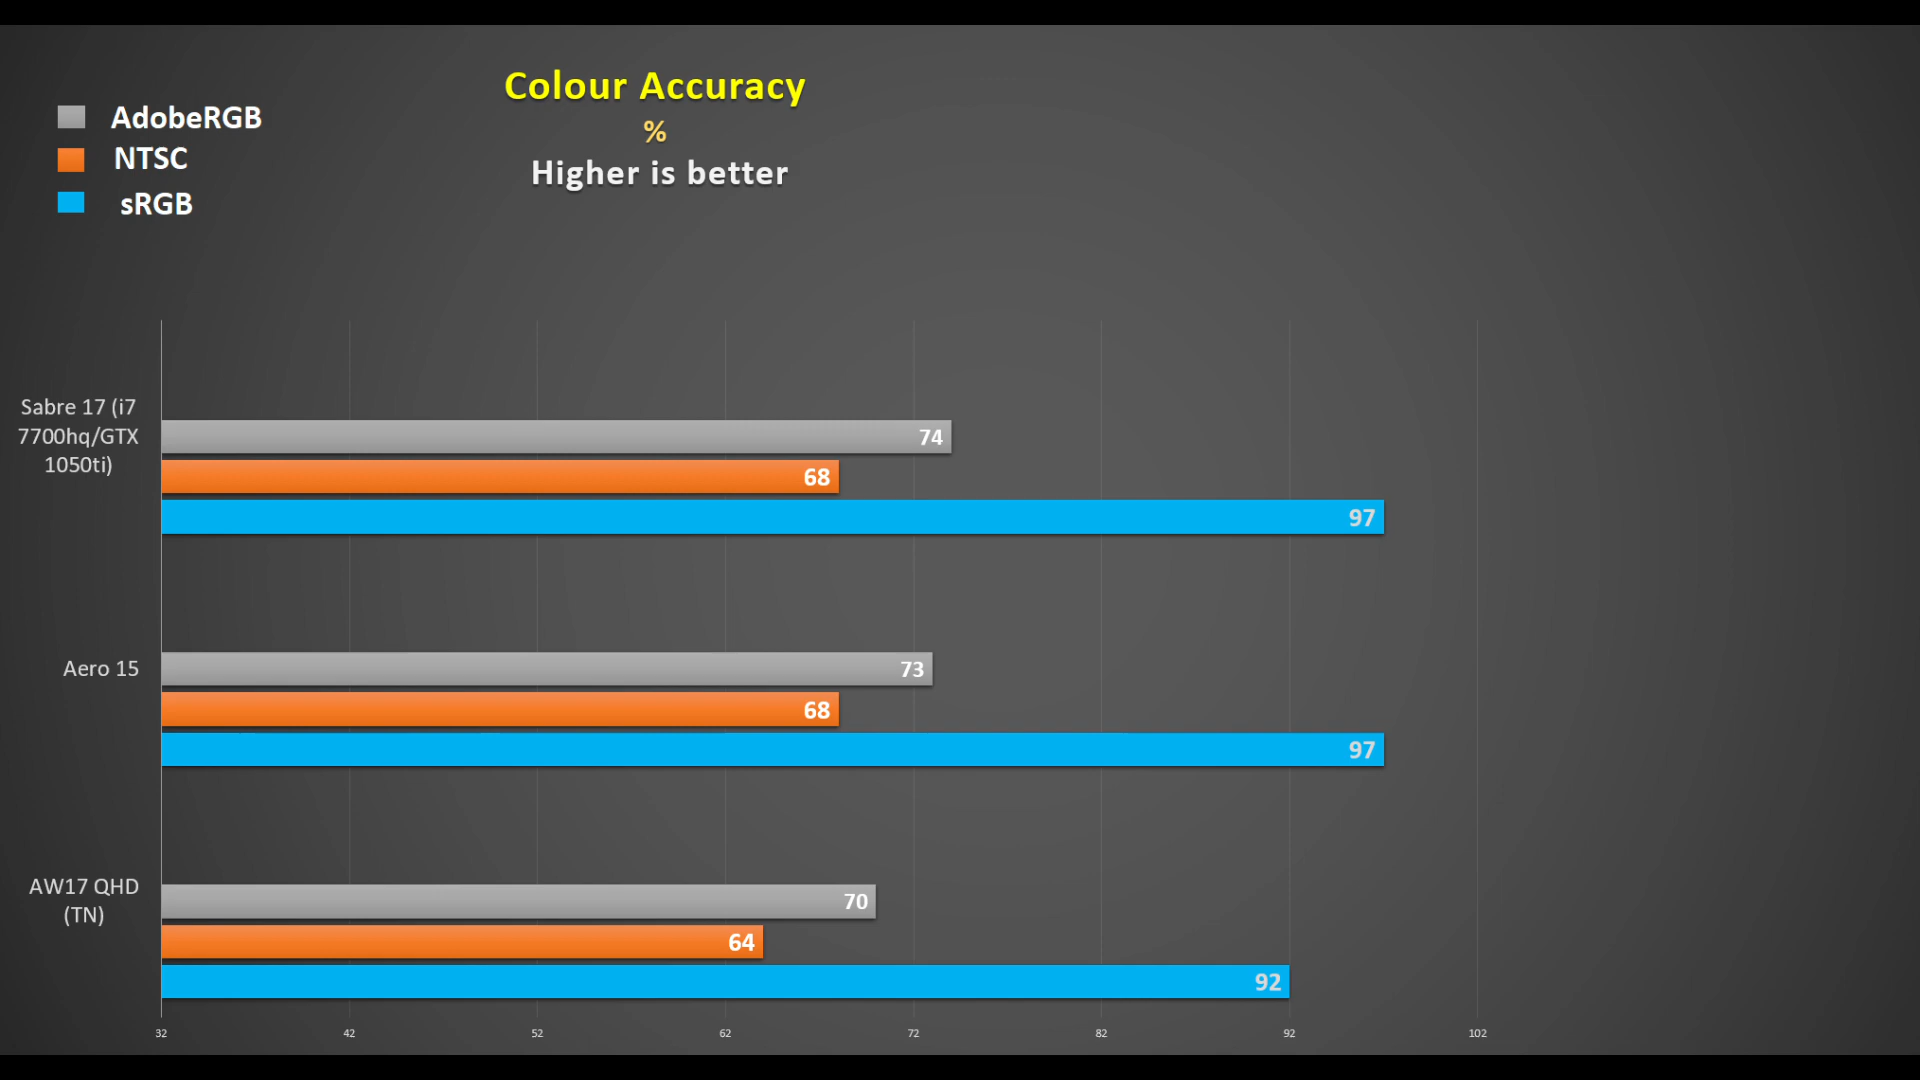 Colour Accuracy
%
Higher is better
AdobeRGB
NTSC
sRGB
Sabre 17 (i7
7700hq/GTX
1050ti)
74
68
97
Aero 15
73
68
97
AW17 QHD
(TN)
70
64
92
32 42 52 62 72 82 92 102